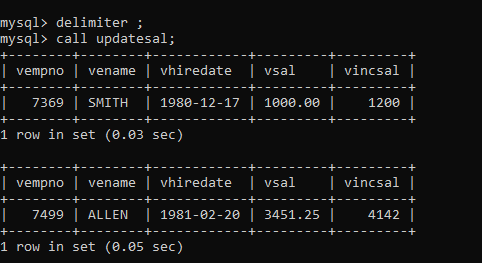 mysql> delimiter ;
mysql> call updatesal;
+--------+--------+------------+---------+---------+
| vempno | vename | vhiredate  | vsal    | vincsal |
+--------+--------+------------+---------+---------+
|   7369 | SMITH  | 1980-12-17 | 1000.00 |    1200 |
+--------+--------+------------+---------+---------+
1 row in set (0.03 sec)

+--------+--------+------------+---------+---------+
| vempno | vename | vhiredate  | vsal    | vincsal |
+--------+--------+------------+---------+---------+
|   7499 | ALLEN  | 1981-02-20 | 3451.25 |    4142 |
+--------+--------+------------+---------+---------+
1 row in set (0.05 sec)